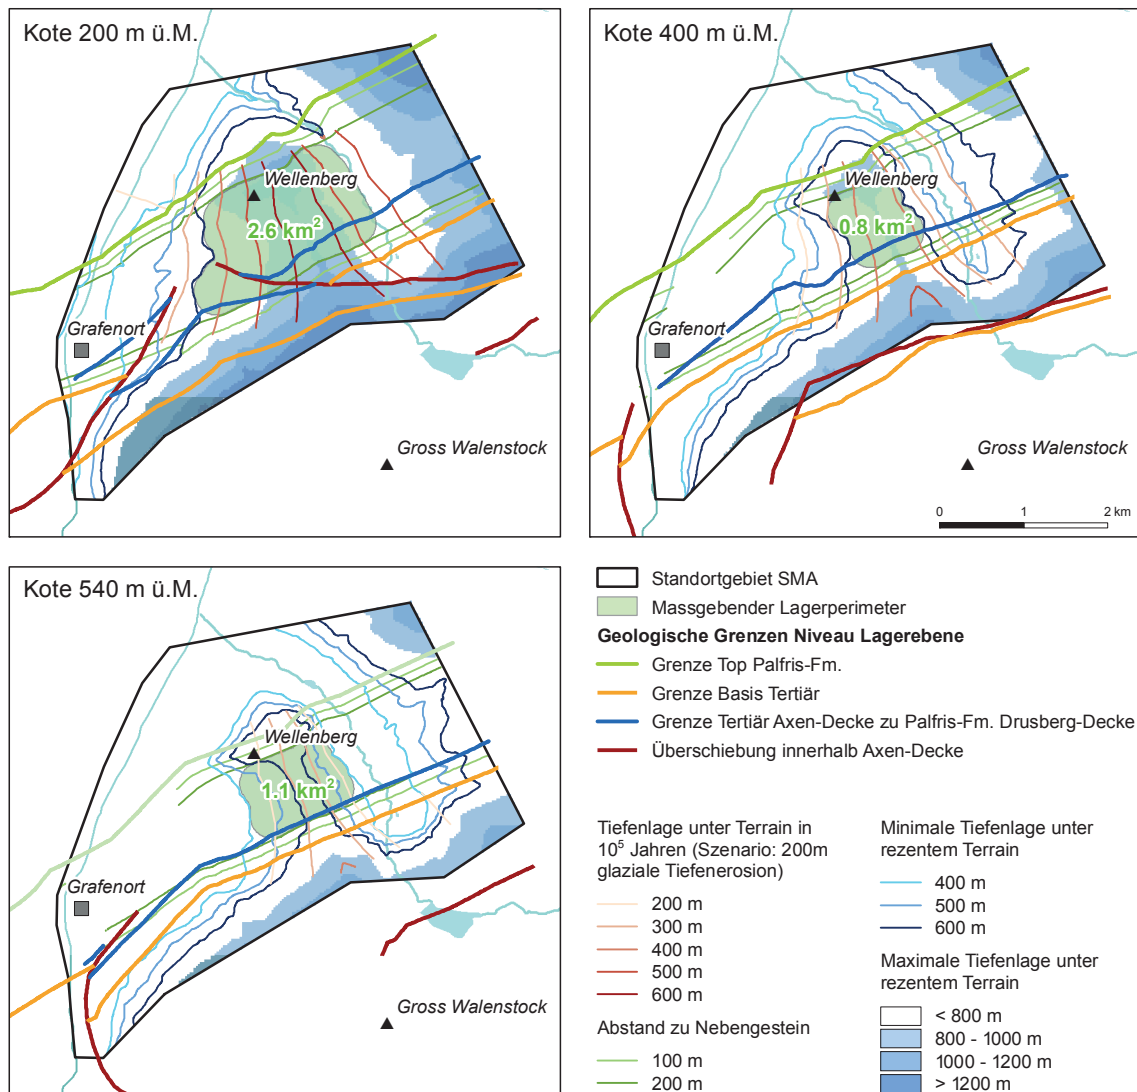 Kote 200 m ü.M.
Wellenberg
2.6 km²
Grafenort
Gross Walenstock
Kote 400 m ü.M.
Wellenberg
0.8 km²
Grafenort
Gross Walenstock
0 1 2 km
Kote 540 m ü.M.
Wellenberg
1.1 km²
Grafenort
Gross Walenstock
Standortgebiet SMA
Massgebender Lagerperimeter
Geologische Grenzen Niveau Lagerebene
Grenze Top Palfris-Fm.
Grenze Basis Tertiär
Grenze Tertiär Axen-Decke zu Palfris-Fm. Drusberg-Decke
Überschiebung innerhalb Axen-Decke
Tiefenlage unter Terrain in
10⁵ Jahren (Szenario: 200m
glaziale Tiefenerosion)
200 m
300 m
400 m
500 m
600 m
Abstand zu Nebengestein
100 m
200 m
Minimale Tiefenlage unter
rezentem Terrain
400 m
500 m
600 m
Maximale Tiefenlage unter
rezentem Terrain
< 800 m
800 - 1000 m
1000 - 1200 m
> 1200 m